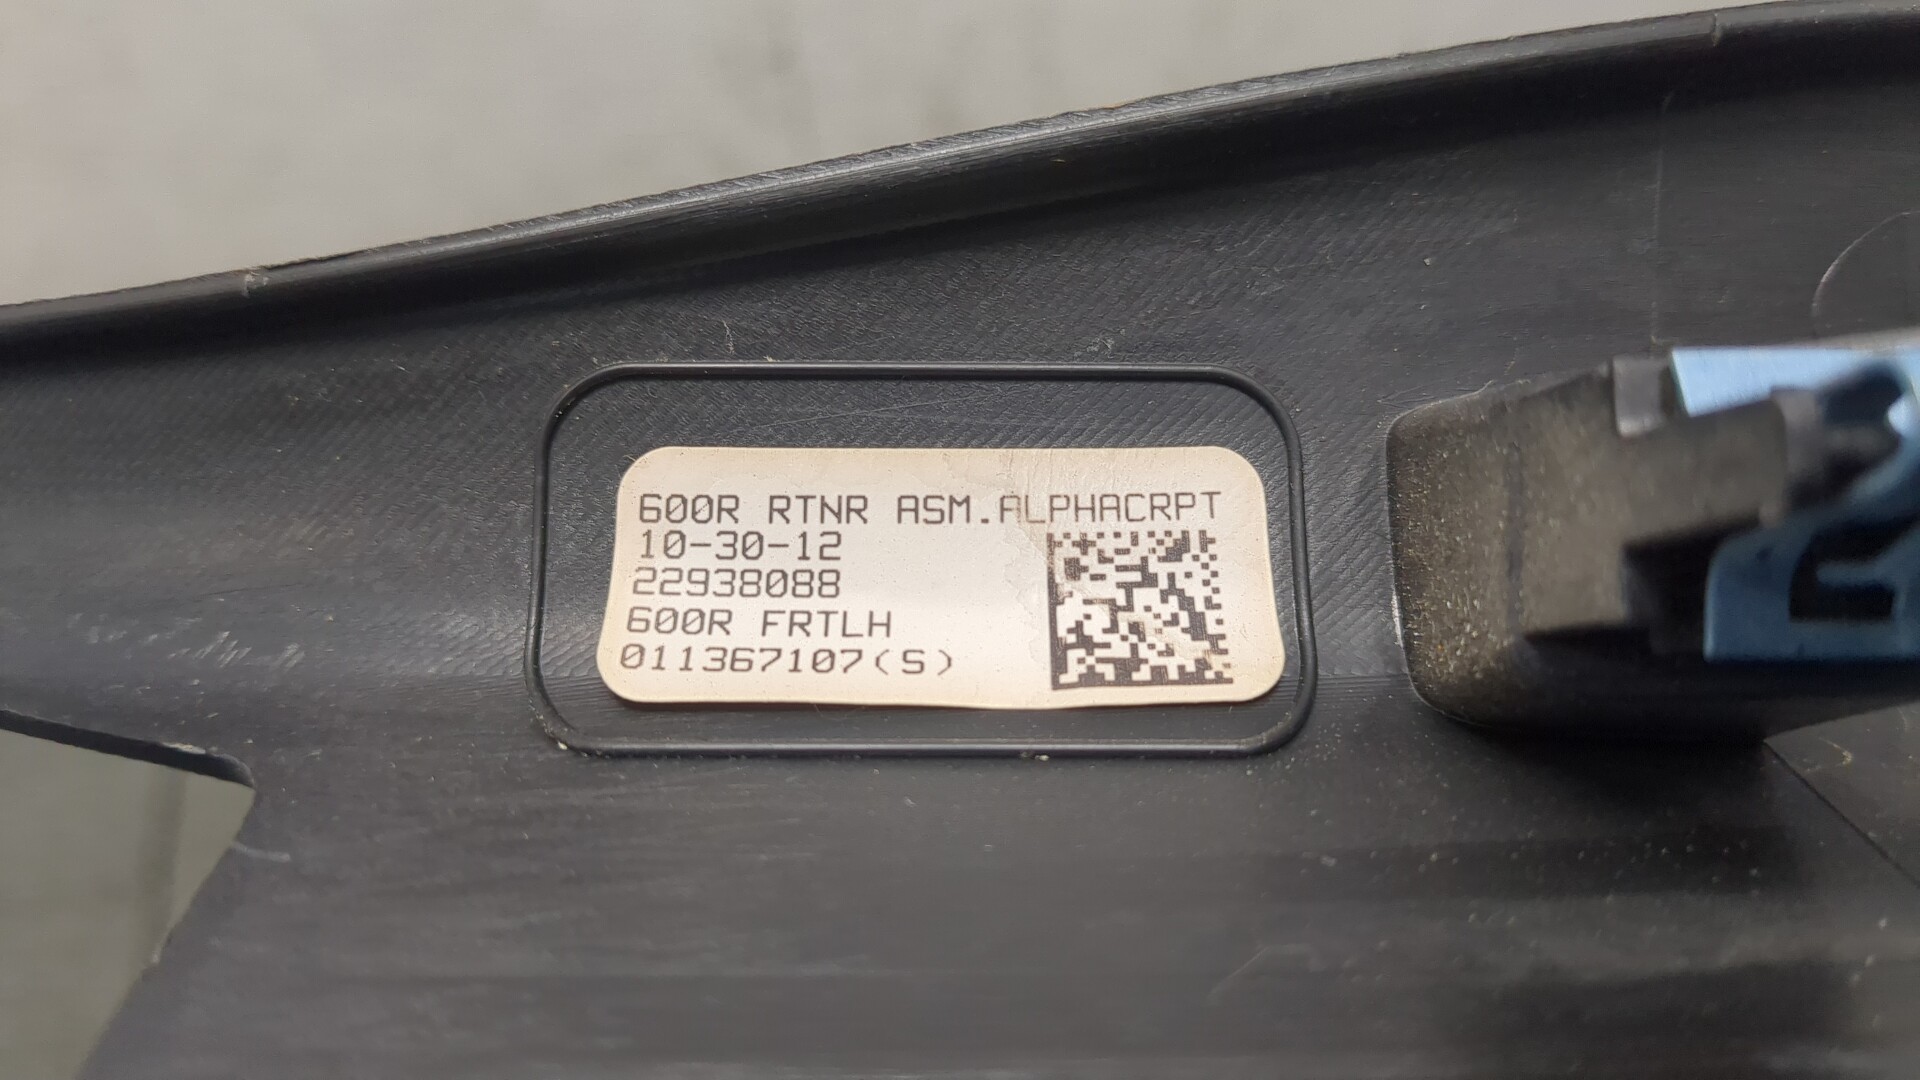 600R RTNR ASM.ALPHACRPT
10-30-12
22938088
600R FRTLH
011367107(S)